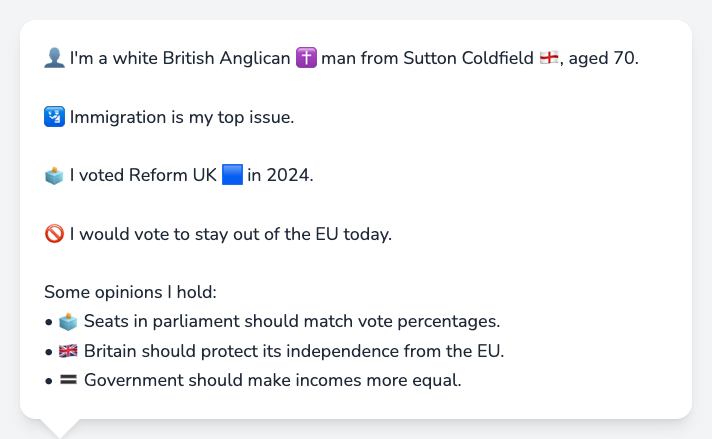 👤 I'm a white British Anglican ✝️ man from Sutton Coldfield 🏴󠁧󠁢󠁥󠁮󠁧󠁿, aged 70.
🛂 Immigration is my top issue.
🗳️ I voted Reform UK 🟦 in 2024.
🚫 I would vote to stay out of the EU today.
Some opinions I hold:
• 🗳️ Seats in parliament should match vote percentages.
• 🇬🇧 Britain should protect its independence from the EU.
• 🟰 Government should make incomes more equal.